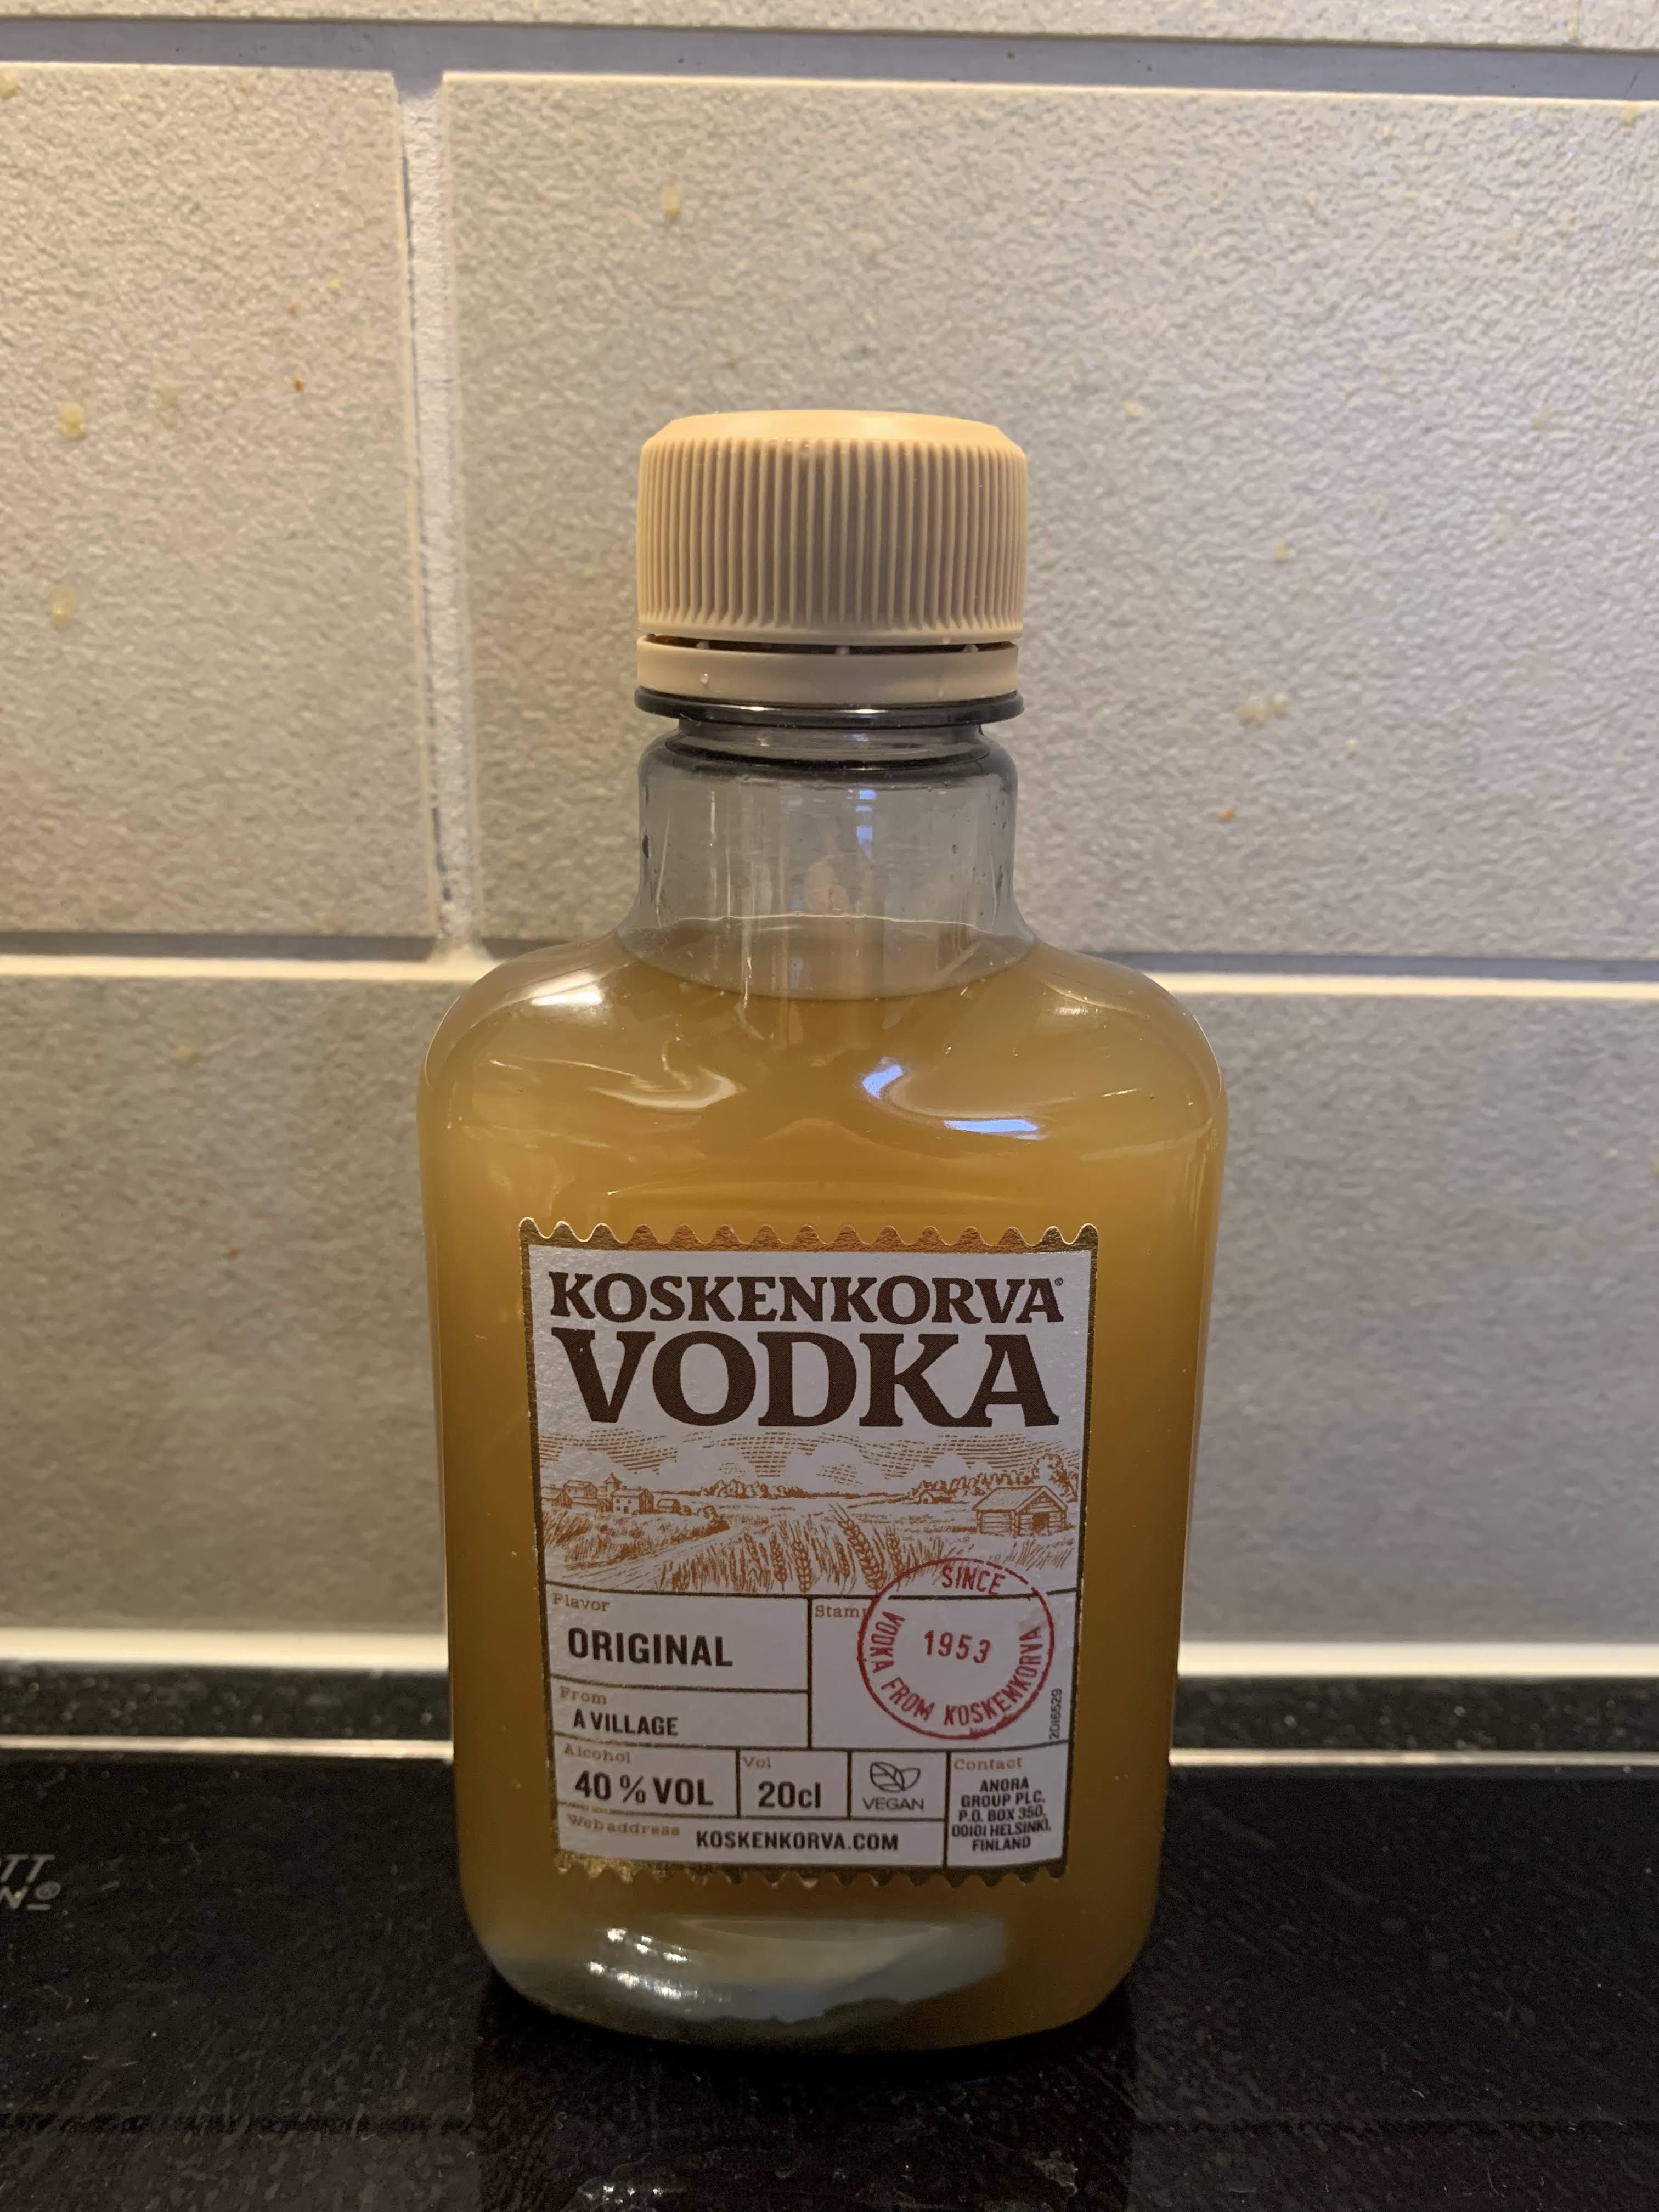 KOSKENKORVA®
VODKA
Flavor
ORIGINAL
Stamp
SINCE
1953
VODKA FROM KOSKENKORVA
From
A VILLAGE
2016529
Alcohol
40 % VOL
Vol
20cl
VEGAN
Contact
ANORA
GROUP PLC,
P.O. BOX 350,
00101 HELSINKI,
FINLAND
Webaddress
KOSKENKORVA.COM